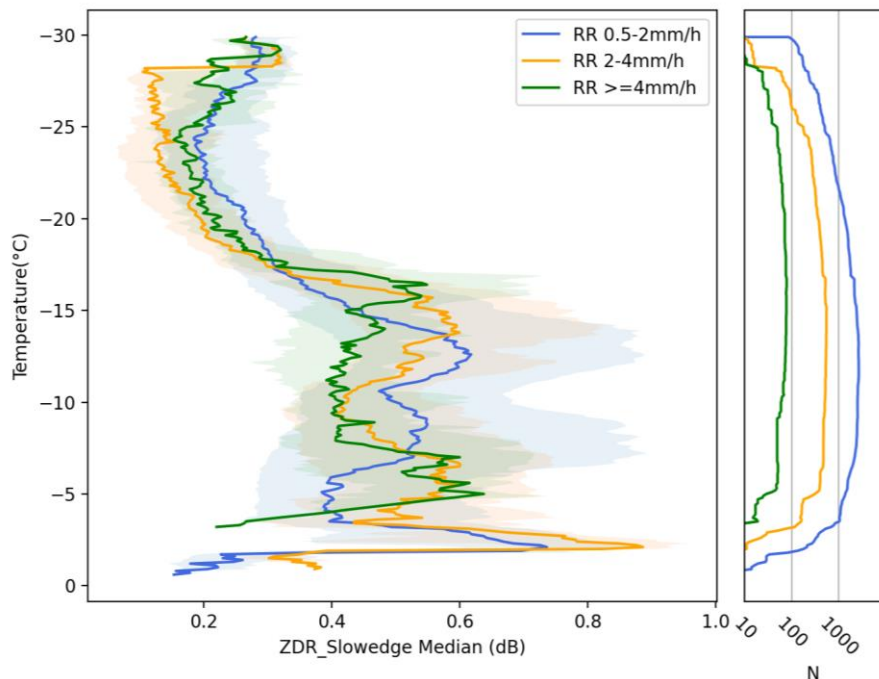 RR 0.5-2mm/h
RR 2-4mm/h
RR >=4mm/h
Temperature(°C)
−30
−25
−20
−15
−10
−5
0
0.2 0.4 0.6 0.8 1.0
ZDR_Slowedge Median (dB)
10 100 1000
N